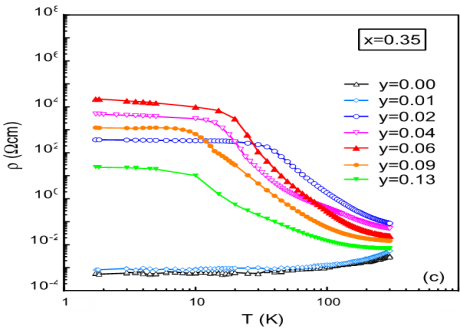 10⁸
10⁶
10⁴
10²
10⁰
10⁻²
10⁻⁴
ρ (Ωcm)
x=0.35
y=0.00
y=0.01
y=0.02
y=0.04
y=0.06
y=0.09
y=0.13
(c)
1 10 100
T (K)